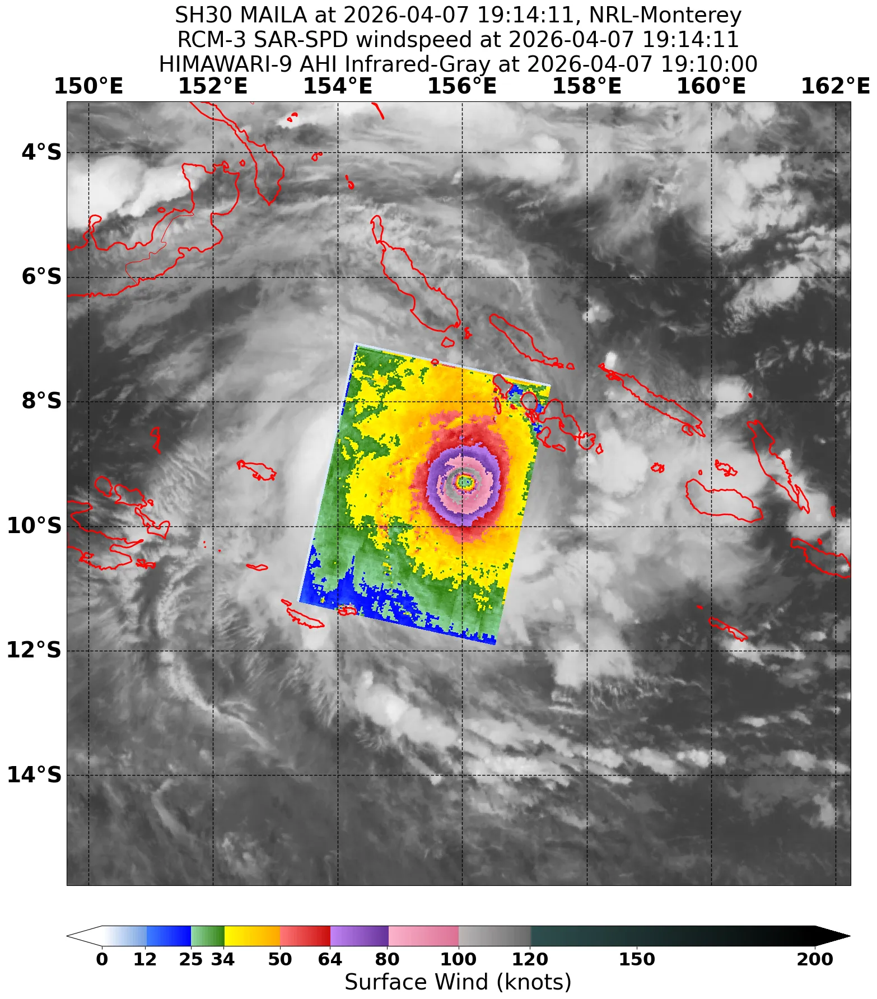 SH30 MAILA at 2026-04-07 19:14:11, NRL-Monterey
RCM-3 SAR-SPD windspeed at 2026-04-07 19:14:11
HIMAWARI-9 AHI Infrared-Gray at 2026-04-07 19:10:00
150°E 152°E 154°E 156°E 158°E 160°E 162°E
4°S
6°S
8°S
10°S
12°S
14°S
0 12 25 34 50 64 80 100 120 150 200
Surface Wind (knots)